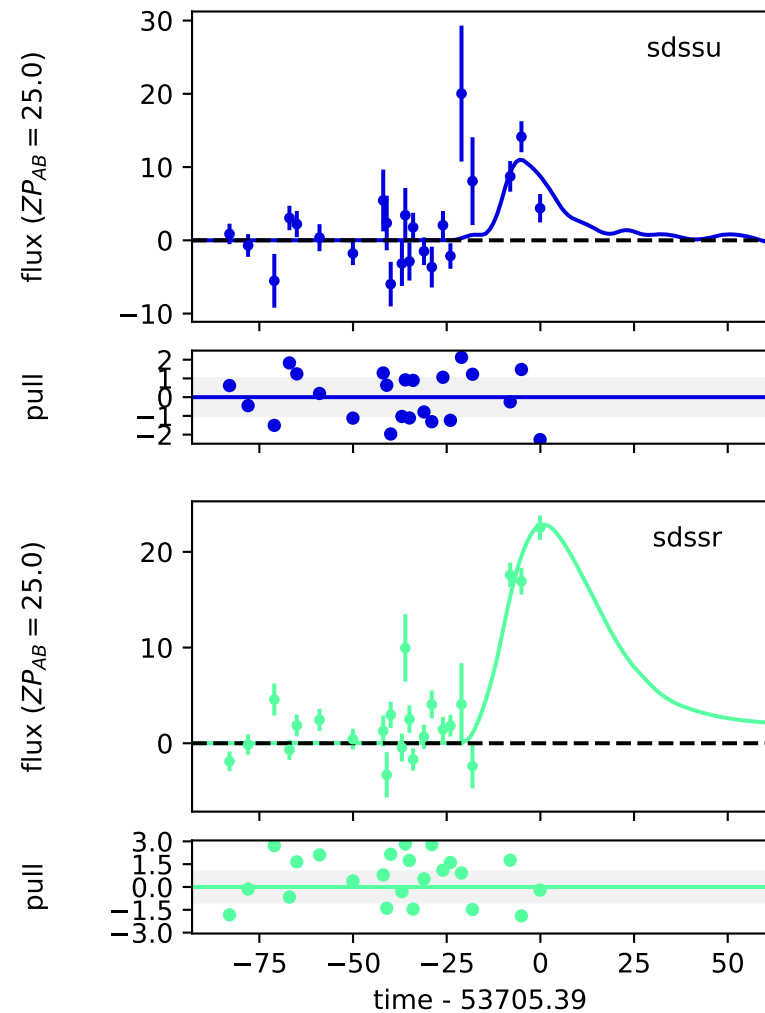 sdssu
flux (ZP_AB = 25.0)
30
20
10
0
−10
pull
2
1
0
−1
−2
sdssr
flux (ZP_AB = 25.0)
20
10
0
pull
3.0
1.5
0.0
−1.5
−3.0
−75 −50 −25 0 25 50
time - 53705.39